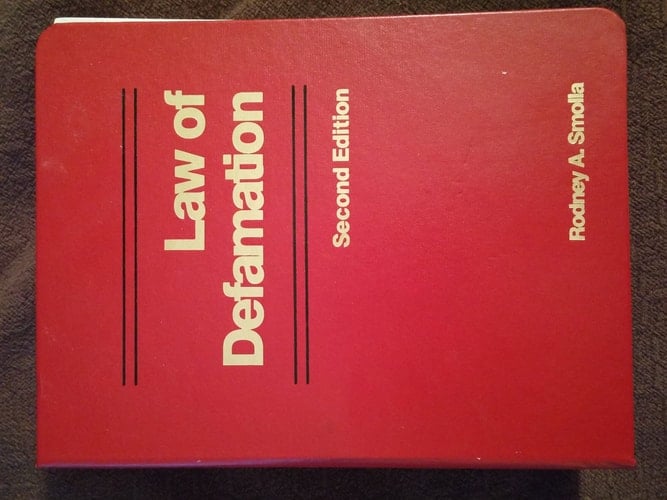 Law of
Defamation
Second Edition
Rodney A. Smolla